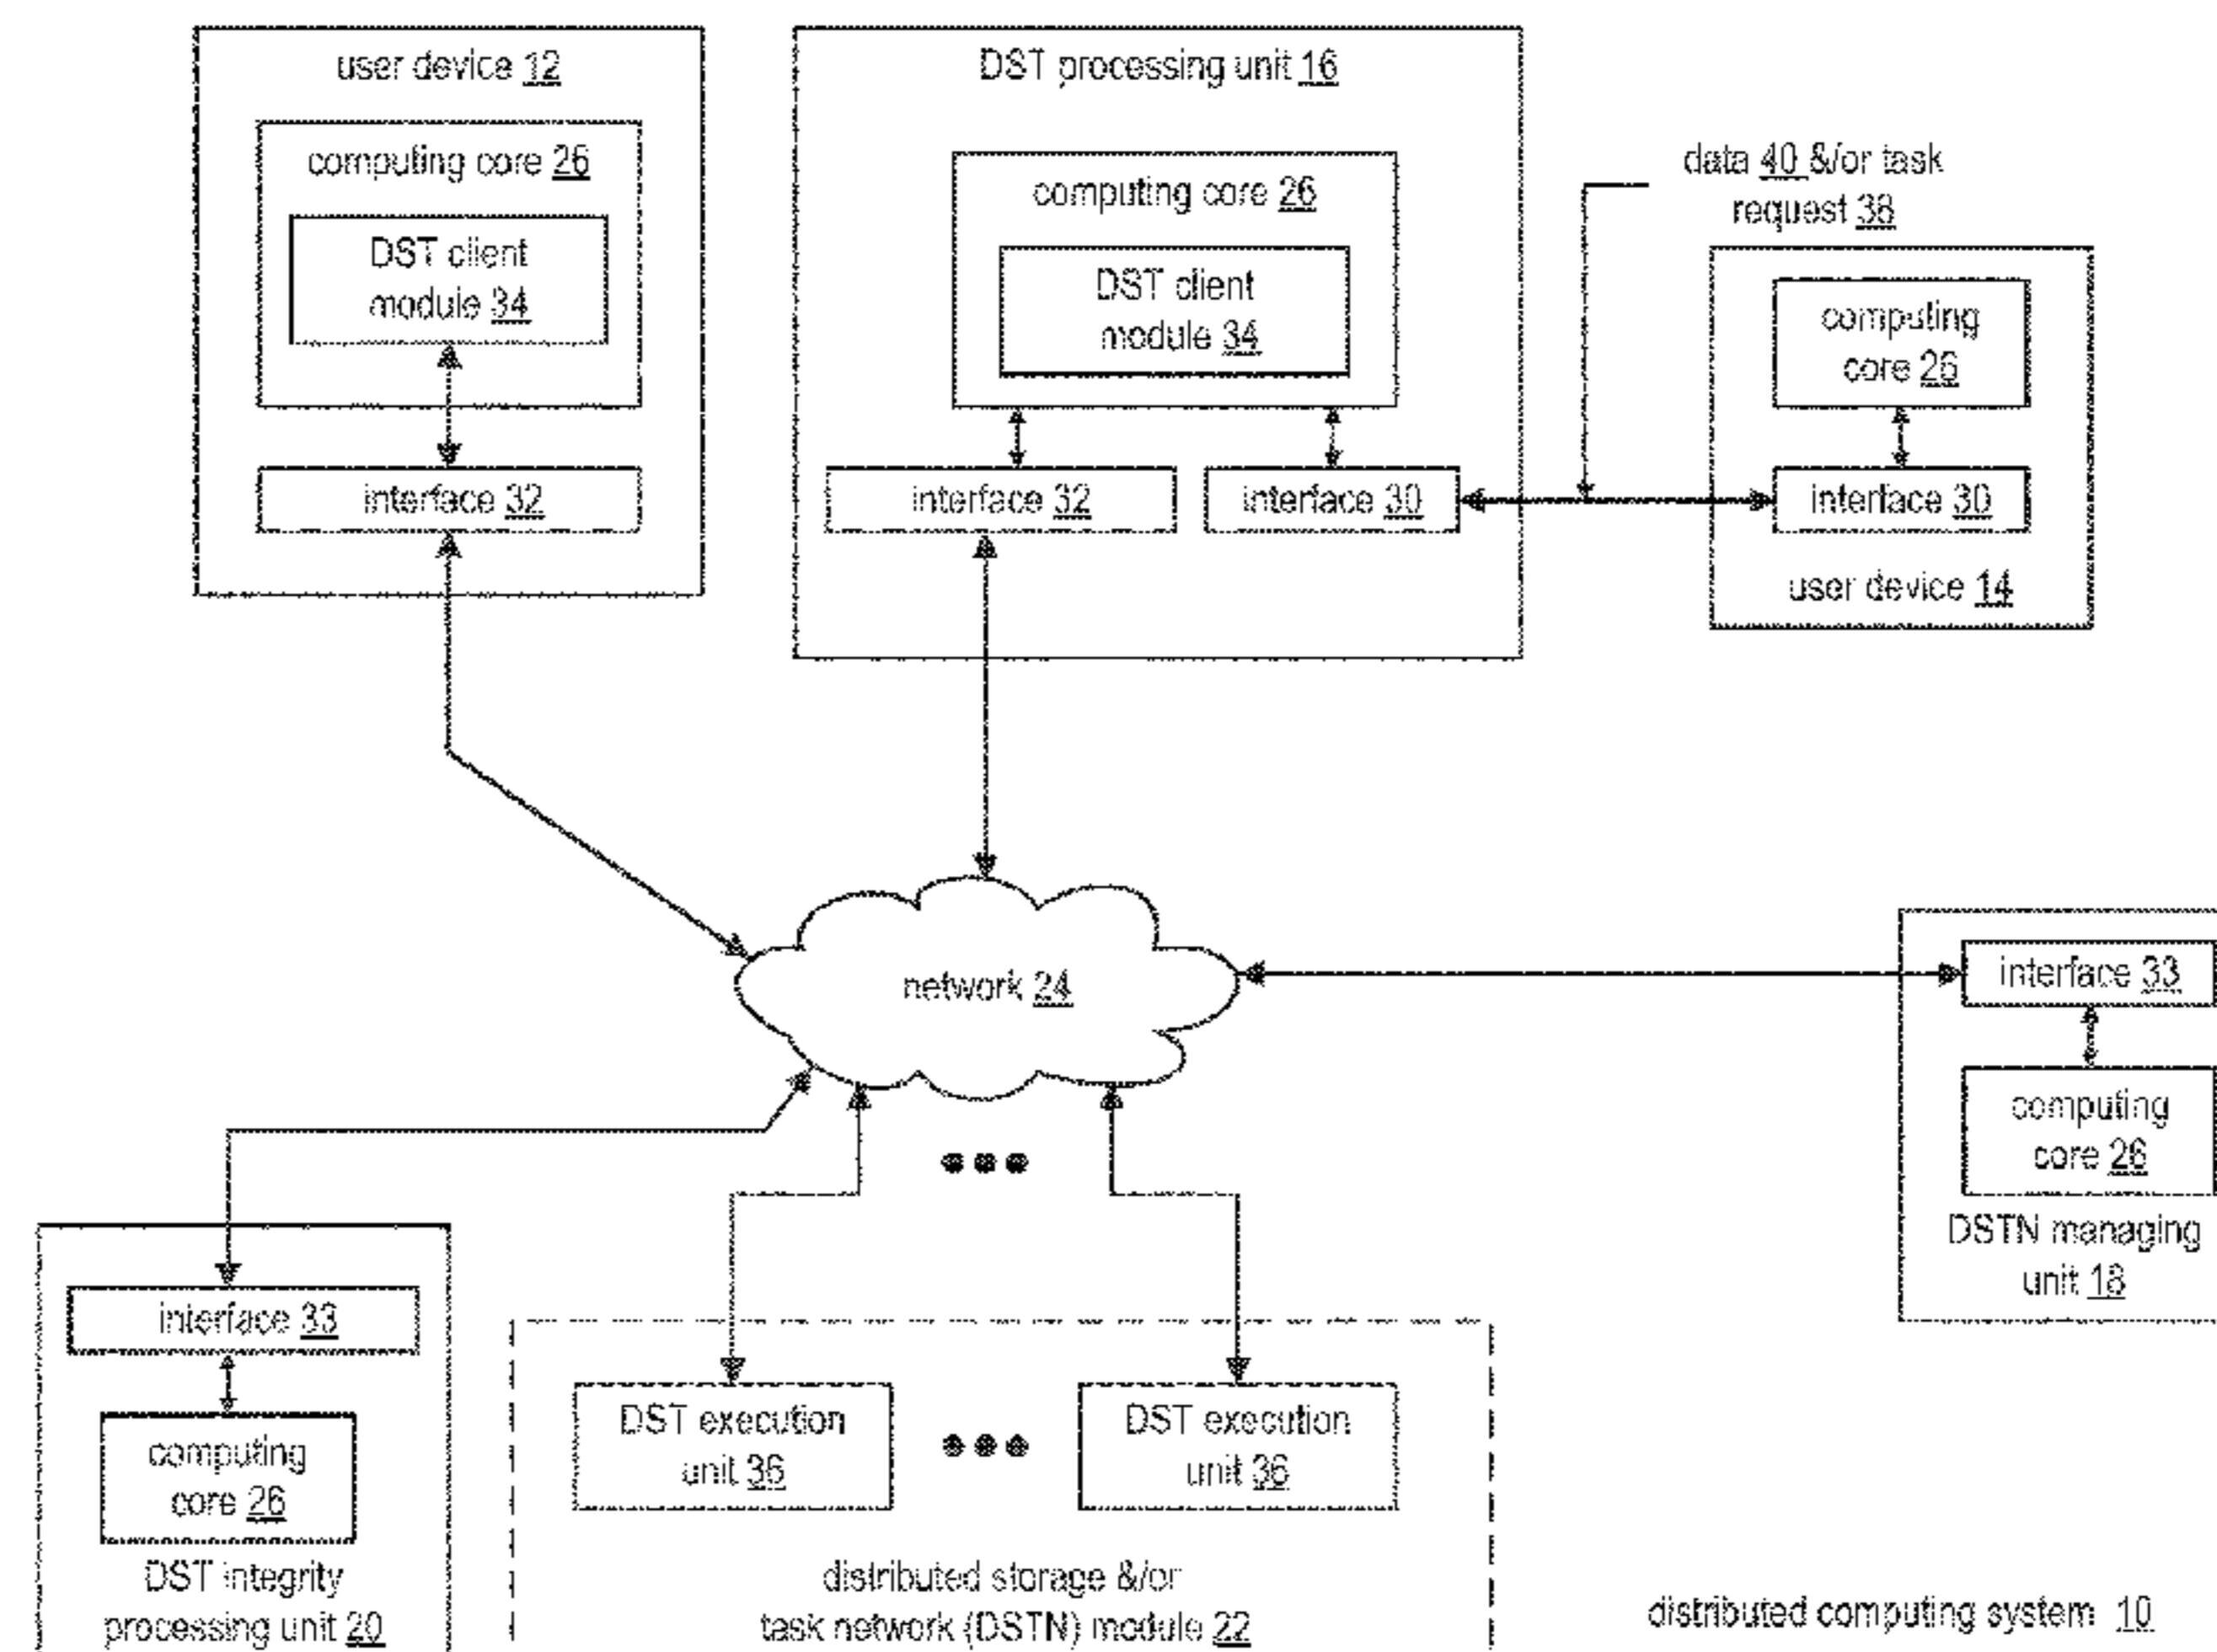 user device 12
computing core 26
DST client
module 34
interface 32
DST processing unit 16
computing core 26
DST client
module 34
interface 32
interface 30
data 40 &/or task
request 38
computing
core 26
interface 30
user device 14
network 24
interface 33
computing
core 26
DSTN managing
unit 18
interface 33
computing
core 26
DST integrity
processing unit 20
DST execution
unit 36
DST execution
unit 36
distributed storage &/or
task network (DSTN) module 22
distributed computing system 10